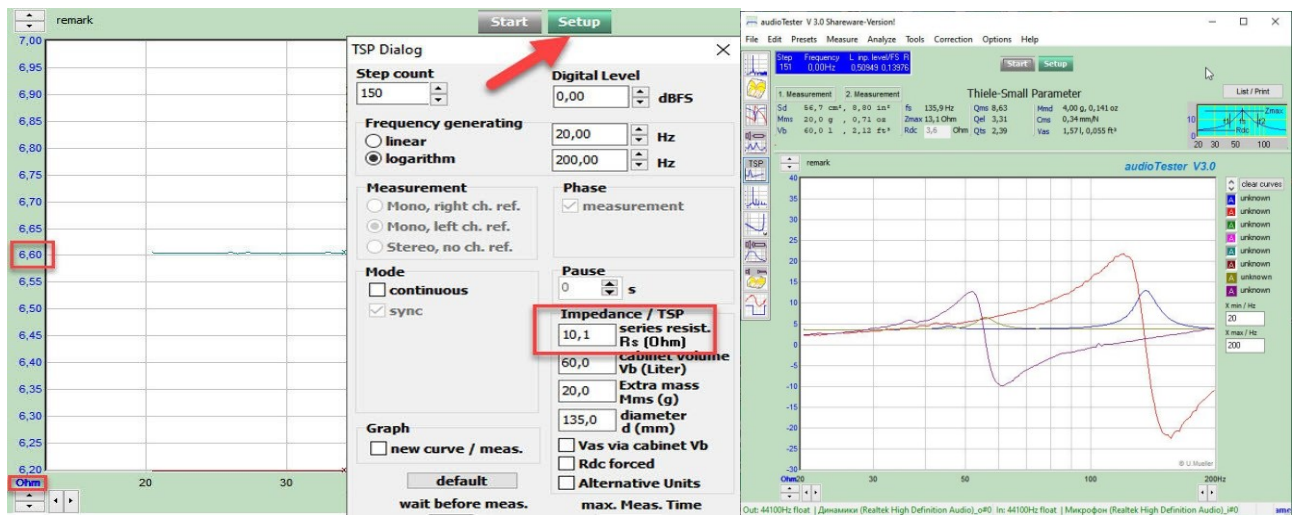 remark
Start Setup
7,00
6,95
6,90
6,85
6,80
6,75
6,70
6,65
6,60
6,55
6,50
6,45
6,40
6,35
6,30
6,25
6,20
Ohm 20 30
TSP Dialog
Step count
150
Digital Level
0,00 dBFS
Frequency generating
linear
logarithm
20,00 Hz
200,00 Hz
Measurement
Mono, right ch. ref.
Mono, left ch. ref.
Stereo, no ch. ref.
Phase
measurement
Mode
continuous
sync
Pause
0 s
Impedance / TSP
10,1 series resist.
Rs (Ohm)
60,0 Cabinet volume
Vb (Liter)
20,0 Extra mass
Mms (g)
135,0 diameter
d (mm)
Graph
new curve / meas.
Vas via cabinet Vb
Rdc forced
Alternative Units
default
wait before meas.
max. Meas. Time
audioTester V 3.0 Shareware-Version!
File Edit Presets Measure Analyze Tools Correction Options Help
Step Frequency L inp. level/FS R
151 0,00Hz 0,50949 0,13976
Start Setup
1. Measurement 2. Measurement
Thiele-Small Parameter
List / Print
Sd 56,7 cm², 8,80 in² fs 135,9 Hz Qms 8,63 Mmd 4,00 g, 0,141 oz
Mms 20,0 g , 0,71 oz Zmax 13,1 Ohm Qel 3,31 Cms 0,34 mm/N
Vb 60,0 l , 2,12 ft³ Rdc 3,6 Ohm Qts 2,39 Vas 1,57 l, 0,055 ft³
Zmax
10
f1 fs f2
Rdc
0
20 30 50 100
TSP
remark
audioTester V3.0
40
35
30
25
20
15
10
5
0
-5
-10
-15
-20
-25
-30
Ohm20 30 50 100 200Hz
© U.Mueller
clear curves
A unknown
A unknown
A unknown
A unknown
A unknown
A unknown
A unknown
A unknown
X min / Hz
20
X max / Hz
200
Out: 44100Hz float | Динамики (Realtek High Definition Audio)_o#0 In: 44100Hz float | Микрофон (Realtek High Definition Audio)_i#0